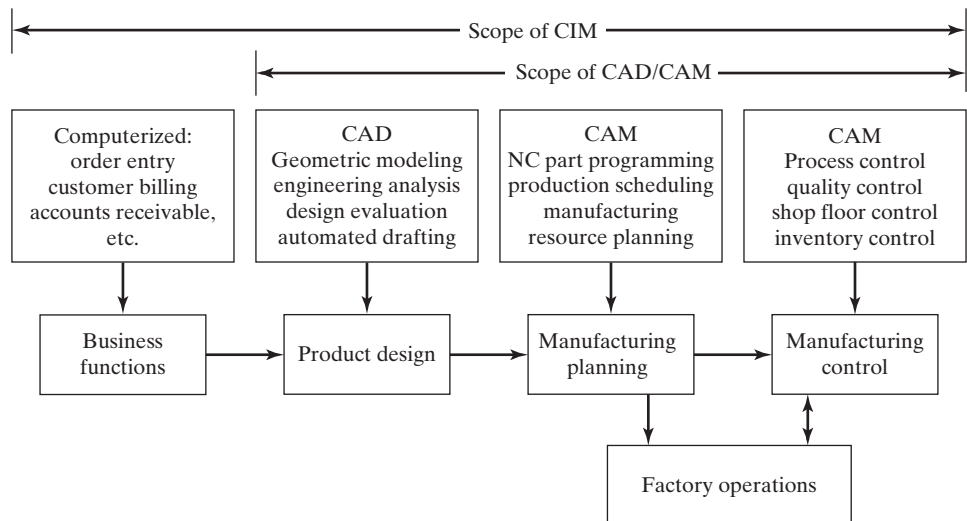 Scope of CIM
Scope of CAD/CAM
Computerized:
order entry
customer billing
accounts receivable,
etc.
CAD
Geometric modeling
engineering analysis
design evaluation
automated drafting
CAM
NC part programming
production scheduling
manufacturing
resource planning
CAM
Process control
quality control
shop floor control
inventory control
Business
functions
Product design
Manufacturing
planning
Manufacturing
control
Factory operations